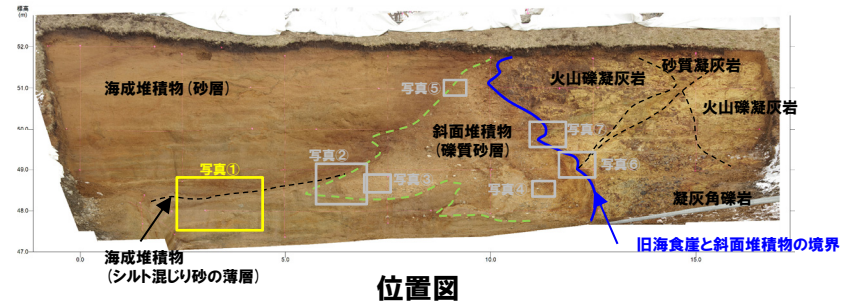 標高
(m)
52.0
51.0
50.0
49.0
48.0
47.0
0.0
5.0
10.0
15.0
海成堆積物(砂層)
写真①
写真②
写真③
写真④
写真⑤
写真⑥
写真⑦
斜面堆積物
(礫質砂層)
火山礫凝灰岩
砂質凝灰岩
火山礫凝灰岩
凝灰角礫岩
海成堆積物
(シルト混じり砂の薄層)
旧海食崖と斜面堆積物の境界
位置図